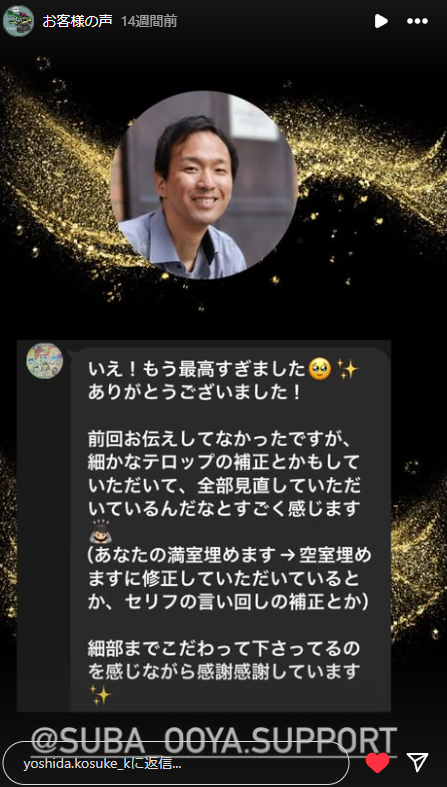 お客様の声 14週間前
いえ！もう最高すぎました🥹✨
ありがとうございました！
前回お伝えしてなかったですが、
細かなテロップの補正とかもして
いただいて、全部見直していただ
いているんだなとすごく感じます
🙇
(あなたの満室埋めます→空室埋め
ますに修正していただいているとか、セリフの言い回しの補正とか)
細部までこだわって下さってるの
を感じながら感謝感謝しています
✨
@SUBA_OOYA.SUPPORT
yoshida.kosuke_kに返信...